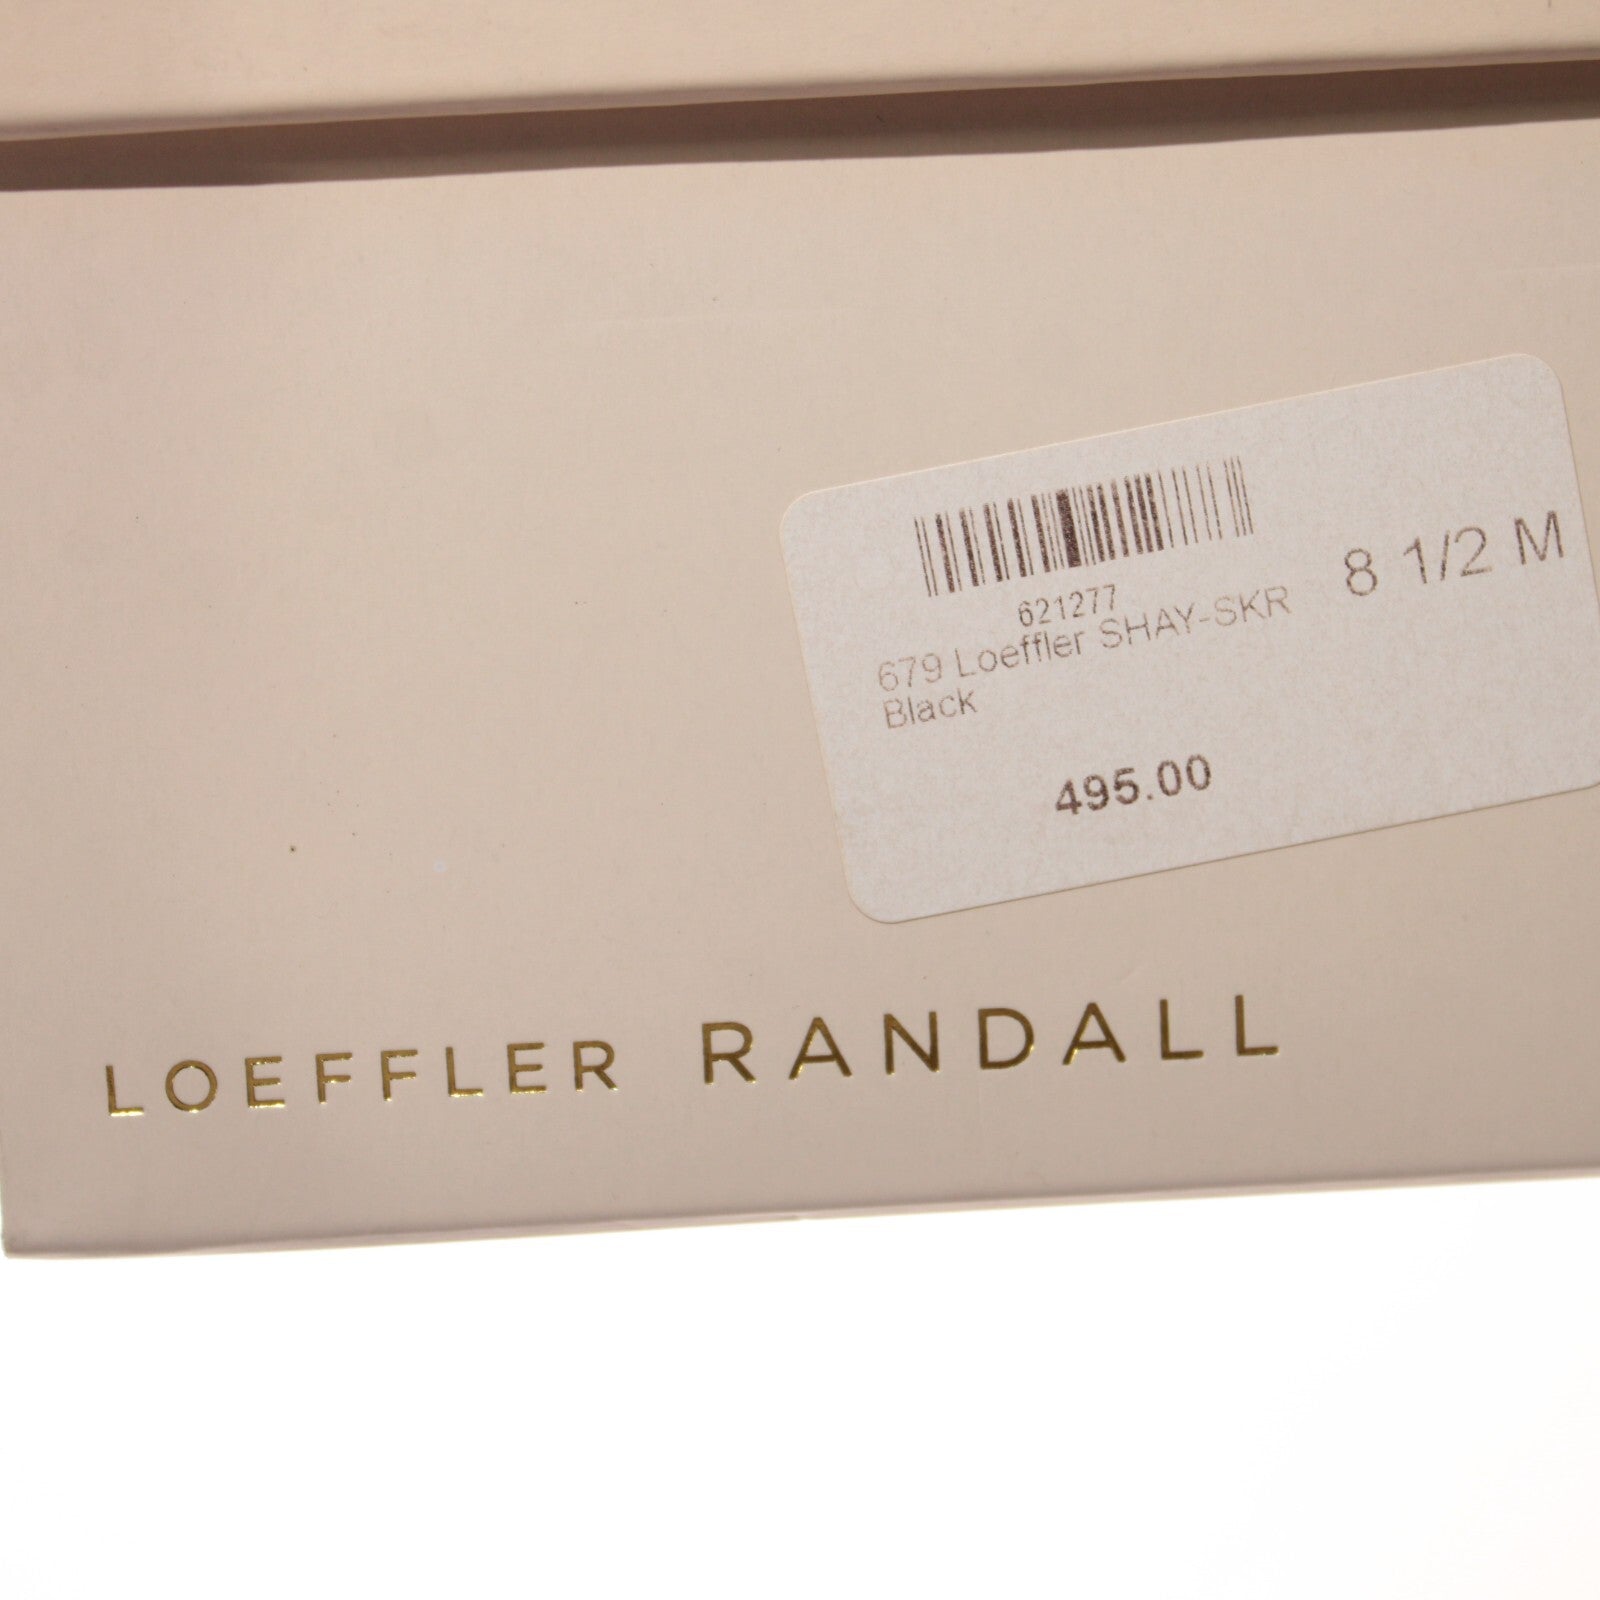 621277
8 1/2 M
679 Loeffler SHAY-SKR
Black
495.00
LOEFFLER RANDALL